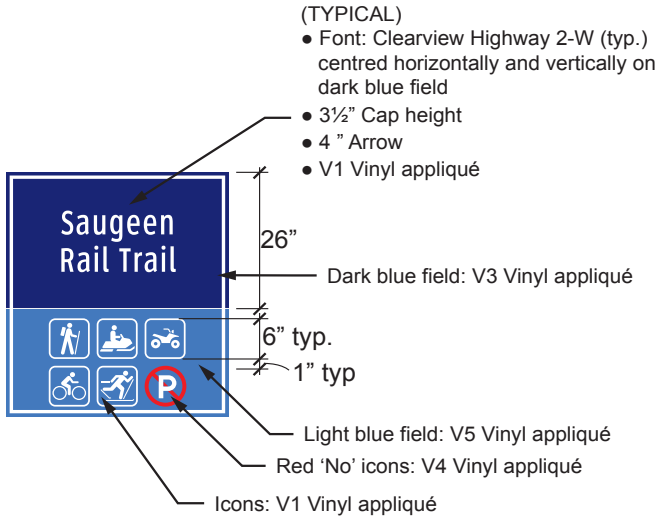 (TYPICAL)
● Font: Clearview Highway 2-W (typ.)
centred horizontally and vertically on
dark blue field
● 3½” Cap height
● 4 ” Arrow
● V1 Vinyl appliqué
Saugeen
Rail Trail
26”
Dark blue field: V3 Vinyl appliqué
6” typ.
1” typ
P
Light blue field: V5 Vinyl appliqué
Red ‘No’ icons: V4 Vinyl appliqué
Icons: V1 Vinyl appliqué